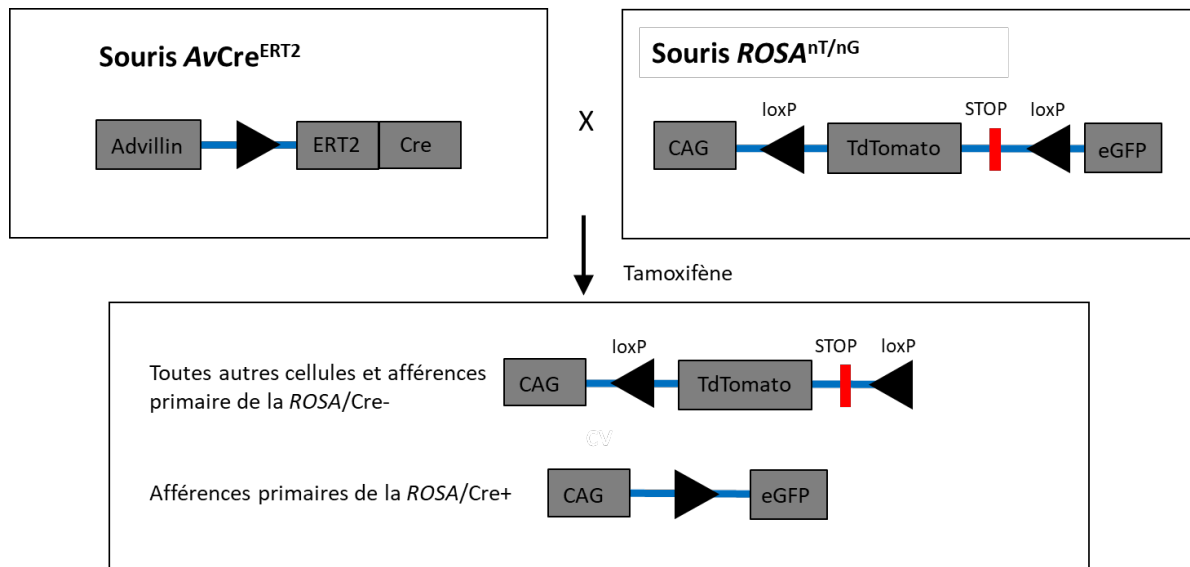 Souris AvCreERT2
Advillin
ERT2
Cre
X
Souris ROSAnT/nG
loxP
STOP
loxP
CAG
TdTomato
eGFP
Tamoxifène
Toutes autres cellules et afférences
primaire de la ROSA/Cre-
loxP
STOP
loxP
CAG
TdTomato
CV
Afférences primaires de la ROSA/Cre+
CAG
eGFP